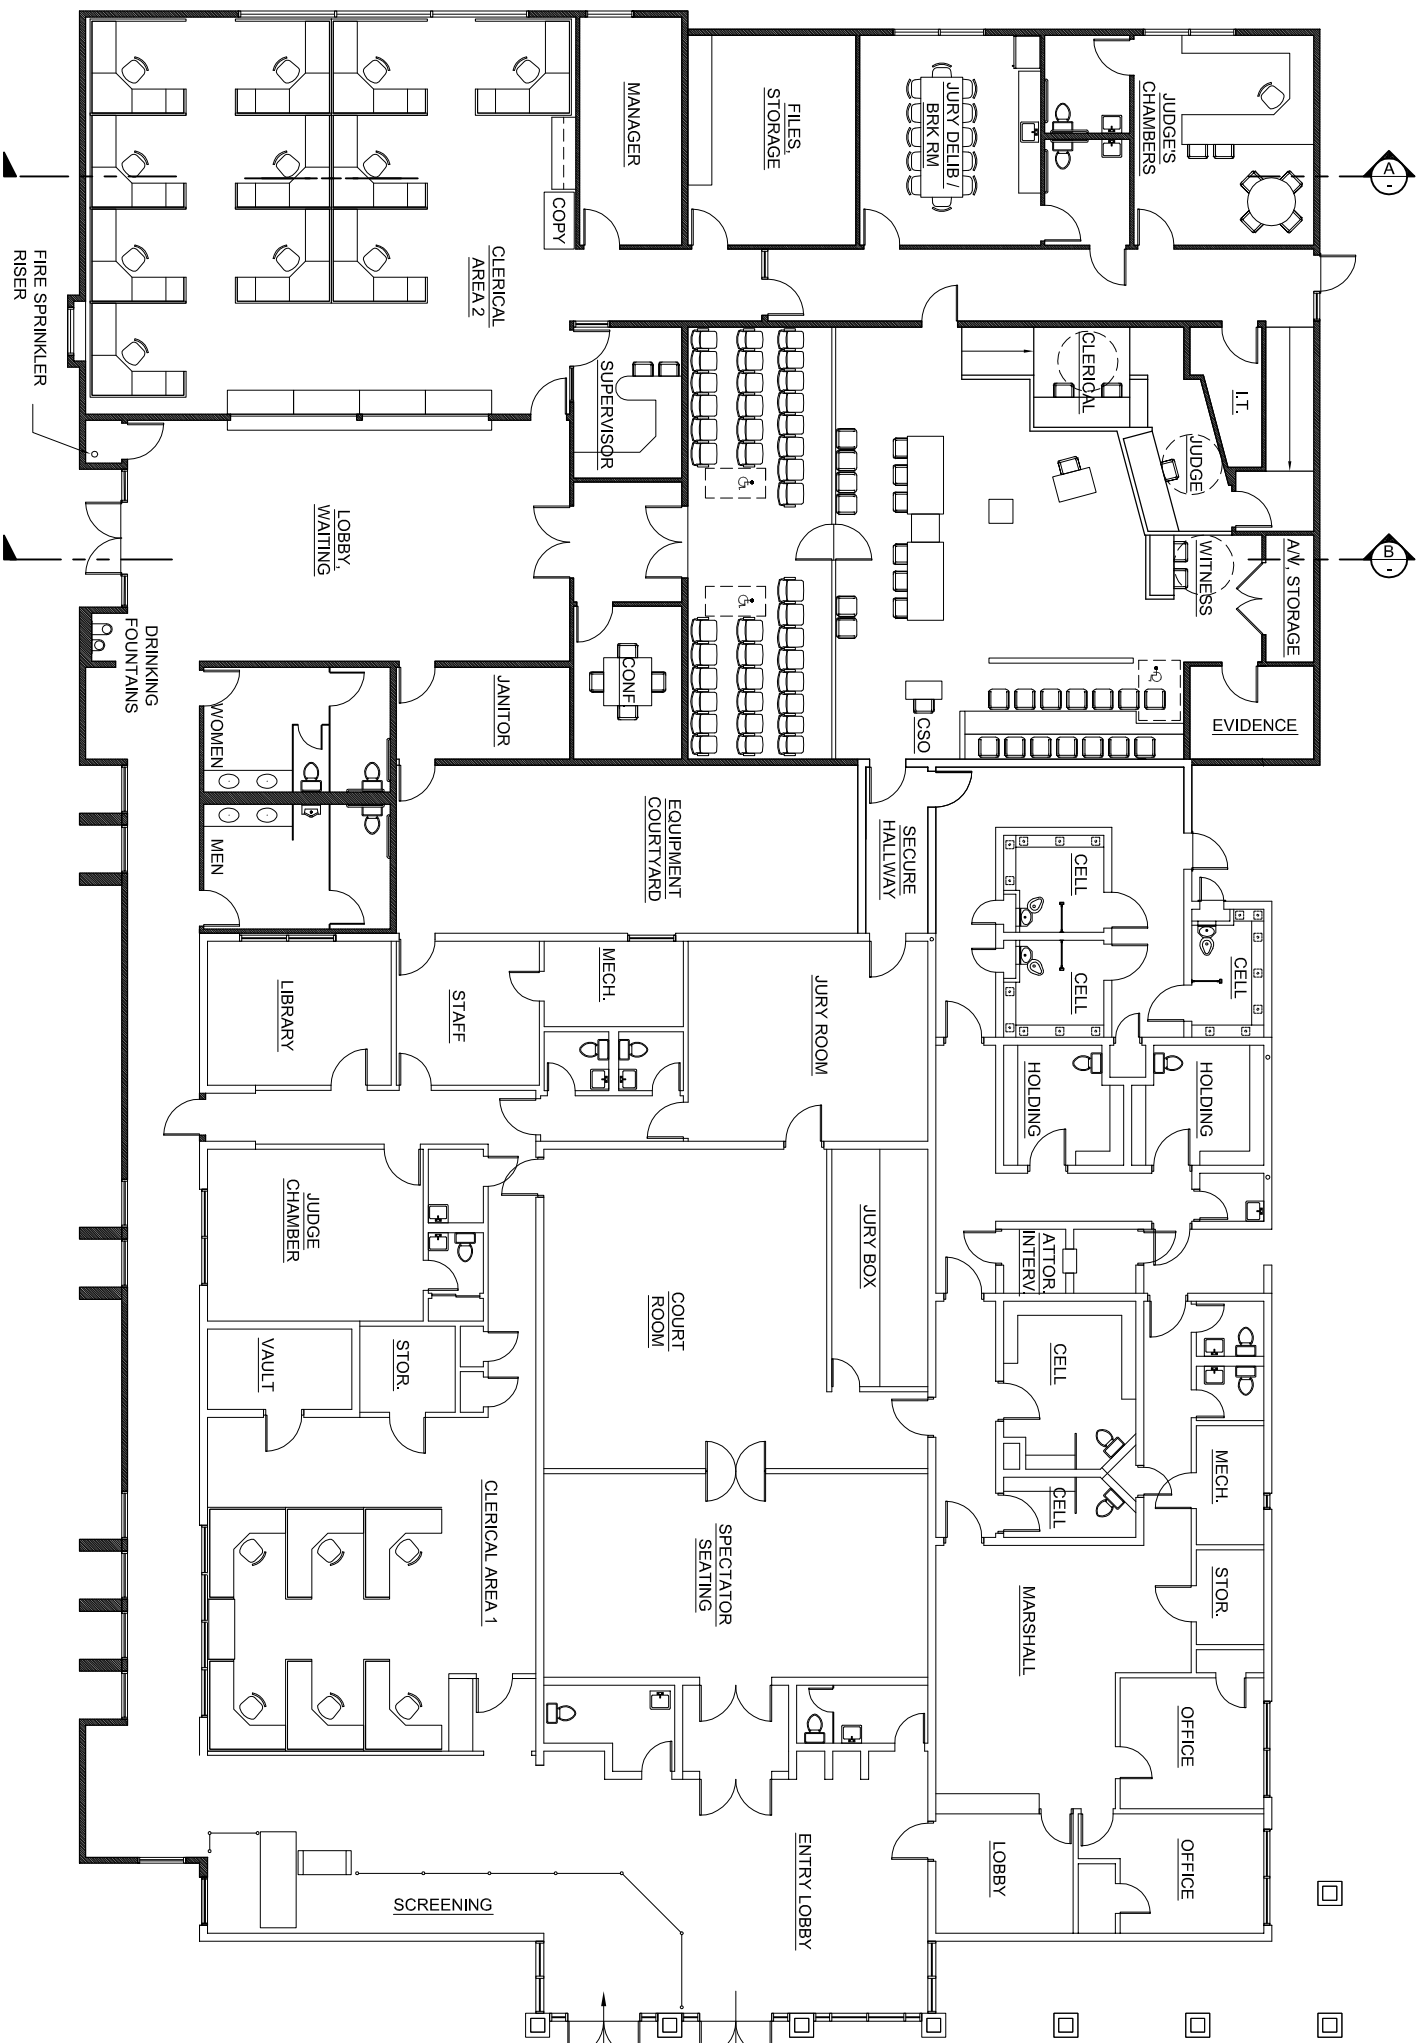 A
-
B
-
JUDGE'S
CHAMBERS
JURY DELIB /
BRK RM
FILES,
STORAGE
MANAGER
COPY
CLERICAL
AREA 2
FIRE SPRINKLER
RISER
SUPERVISOR
CLERICAL
I.T.
JUDGE
WITNESS
A/V, STORAGE
LOBBY,
WAITING
DRINKING
FOUNTAINS
CONF
JANITOR
WOMEN
MEN
CSO
EVIDENCE
EQUIPMENT
COURTYARD
SECURE
HALLWAY
CELL
CELL
CELL
LIBRARY
STAFF
MECH.
JURY ROOM
HOLDING
HOLDING
JUDGE
CHAMBER
JURY BOX
ATTOR.
INTERV.
COURT
ROOM
VAULT
STOR.
CELL
CELL
MECH.
STOR.
CLERICAL AREA 1
SPECTATOR
SEATING
MARSHALL
OFFICE
OFFICE
LOBBY
ENTRY LOBBY
SCREENING